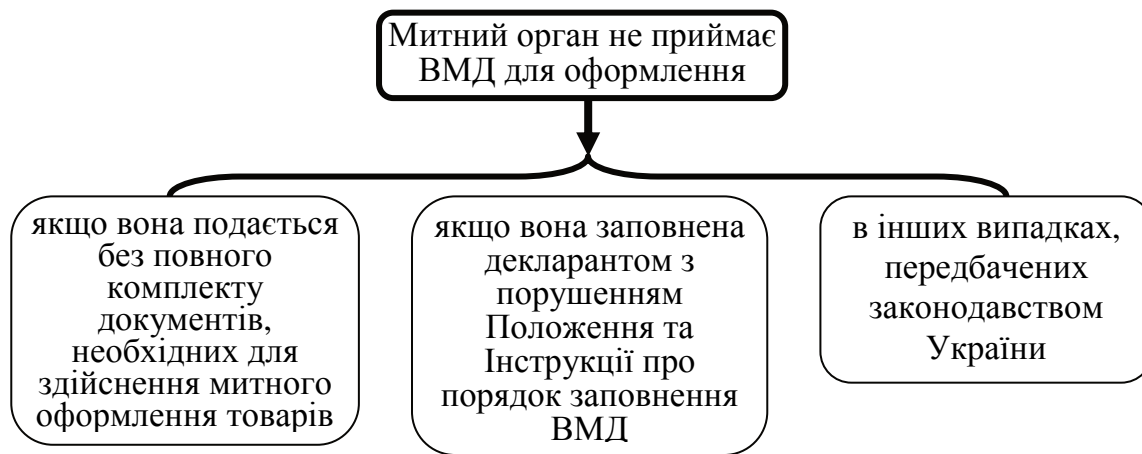 Митний орган не приймає
ВМД для оформлення
якщо вона подається
без повного
комплекту
документів,
необхідних для
здійснення митного
оформлення товарів
якщо вона заповнена
декларантом з
порушенням
Положення та
Інструкції про
порядок заповнення
ВМД
в інших випадках,
передбачених
законодавством
України